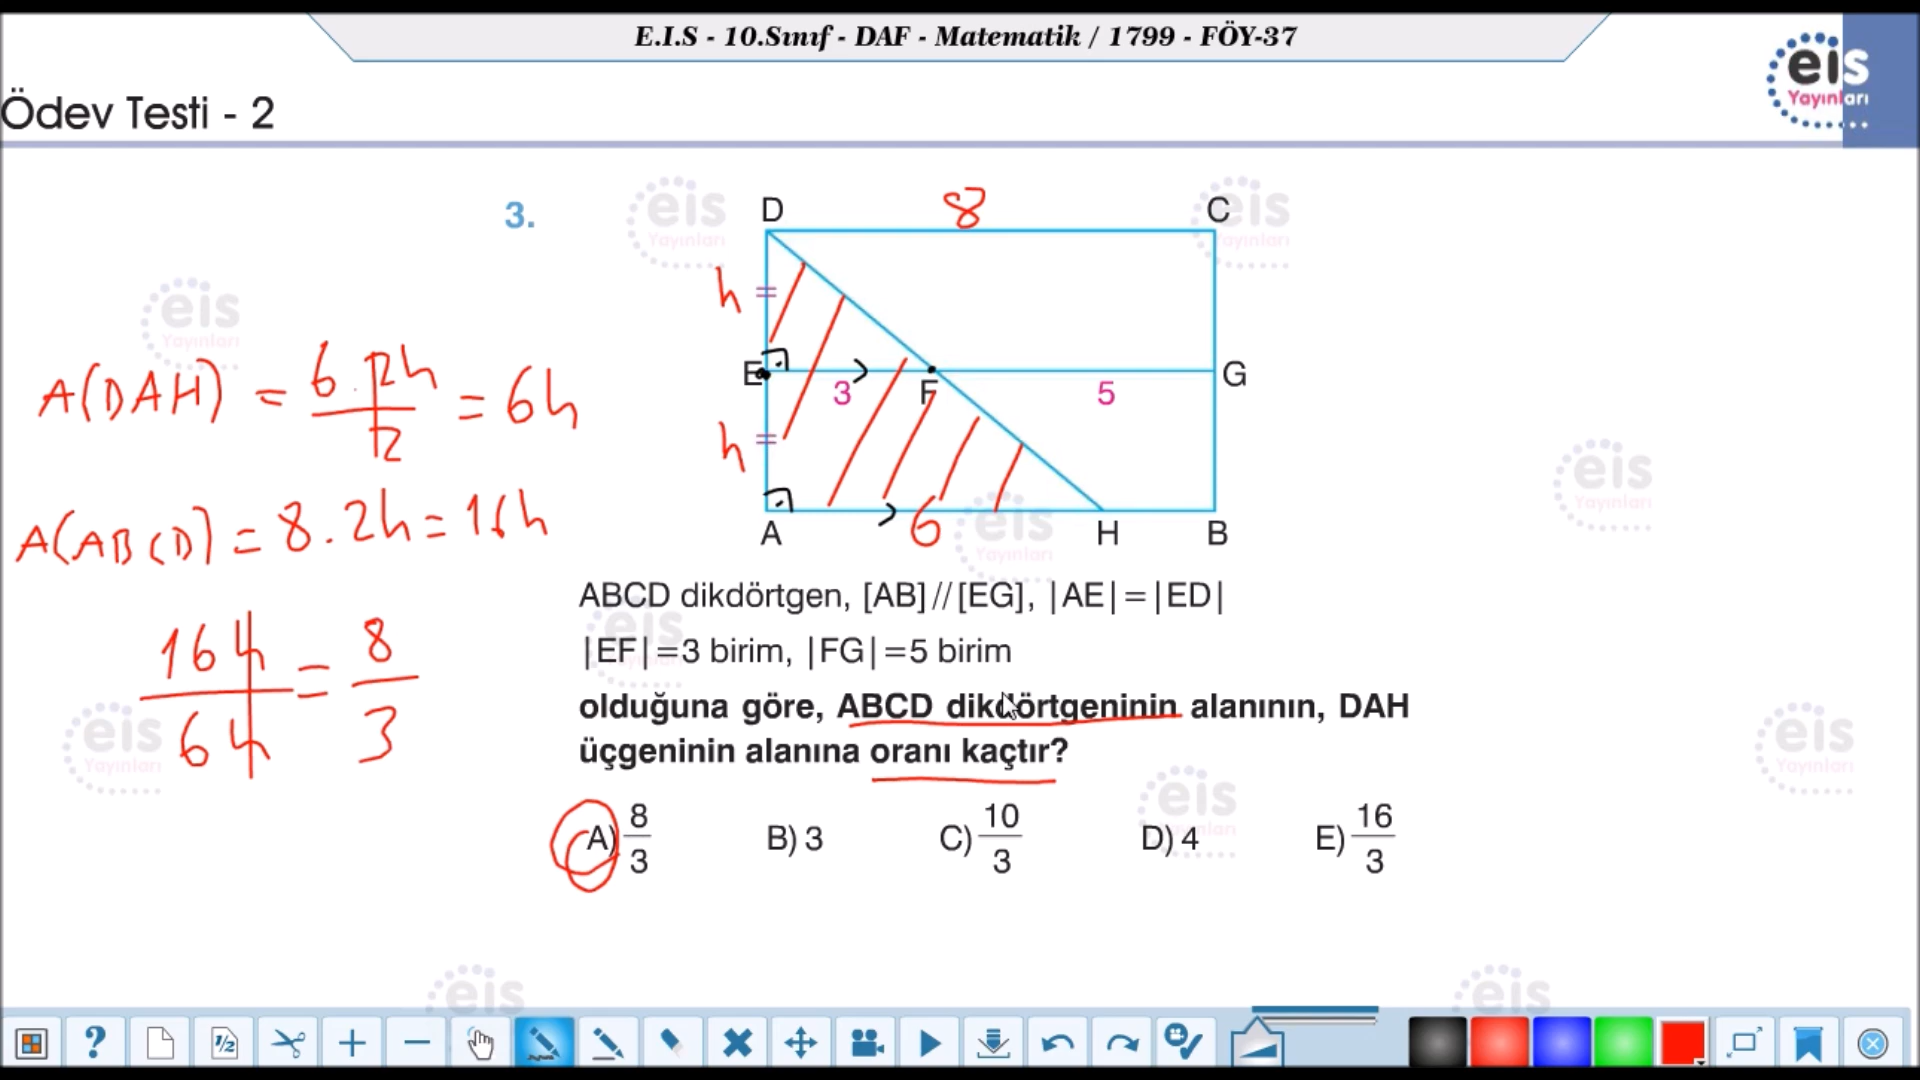 E.I.S - 10.Sınıf - DAF - Matematik / 1799 - FÖY-37
eis
Yayınları
Ödev Testi - 2
3.
D 8 C
h
E 3 F 5 G
h
A 6 H B
A(DAH) = 6.2h/2 = 6h
A(ABCD) = 8.2h = 16h
16h/6h = 8/3
ABCD dikdörtgen, [AB]//[EG], |AE|=|ED|
|EF|=3 birim, |FG|=5 birim
olduğuna göre, ABCD dikdörtgeninin alanının, DAH
üçgeninin alanına oranı kaçtır?
A) 8/3 B) 3 C) 10/3 D) 4 E) 16/3